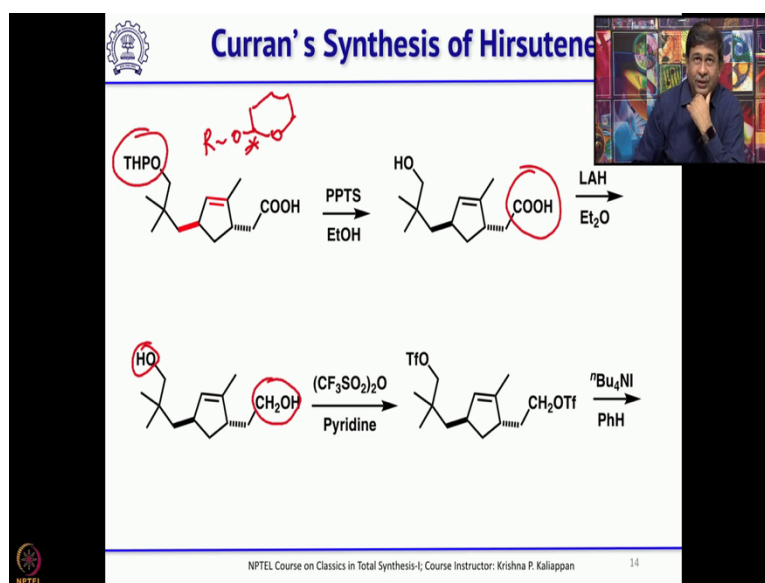 Curran's Synthesis of Hirsutene
R~O
O
*
THPO
COOH
PPTS
EtOH
HO
COOH
LAH
Et₂O
HO
CH₂OH
(CF₃SO₂)₂O
Pyridine
TfO
CH₂OTf
ⁿBu₄NI
PhH
NPTEL Course on Classics in Total Synthesis-I; Course Instructor: Krishna P. Kaliappan
14
NPTEL